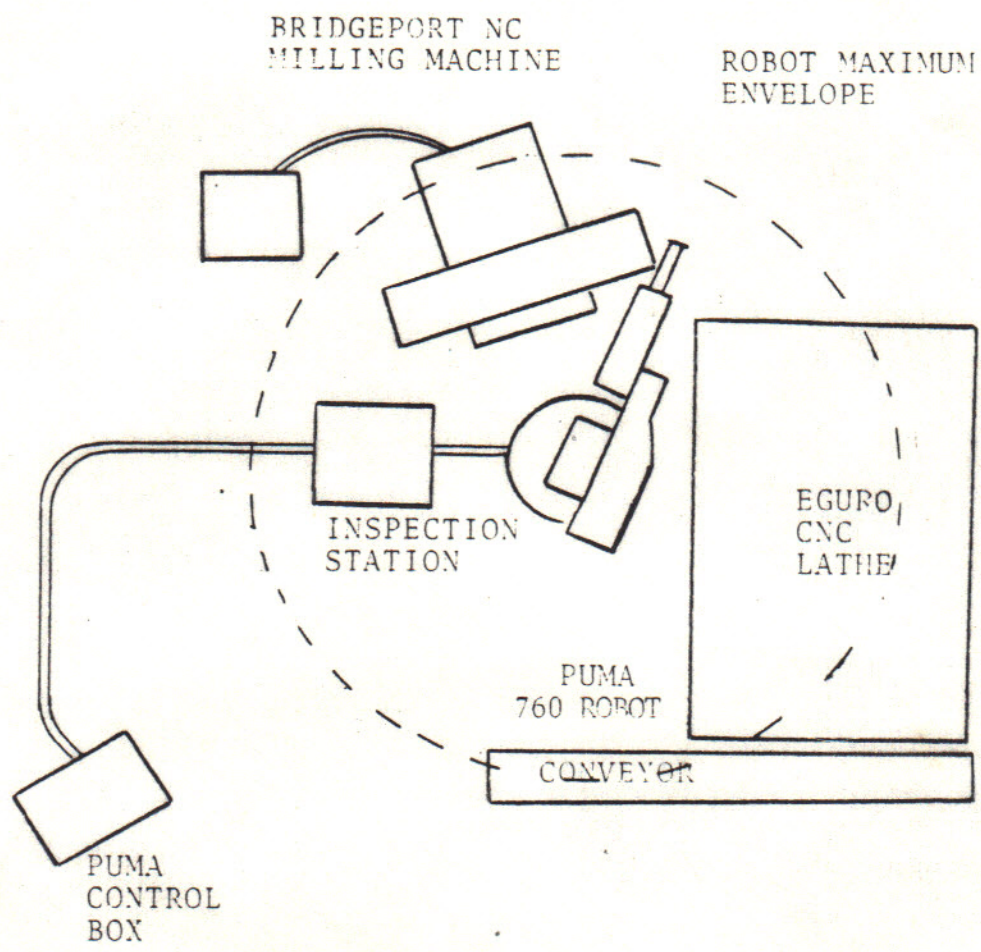 BRIDGEPORT NC
MILLING MACHINE
ROBOT MAXIMUM
ENVELOPE
INSPECTION
STATION
EGURO
CNC
LATHE
PUMA
760 ROBOT
CONVEYOR
PUMA
CONTROL
BOX